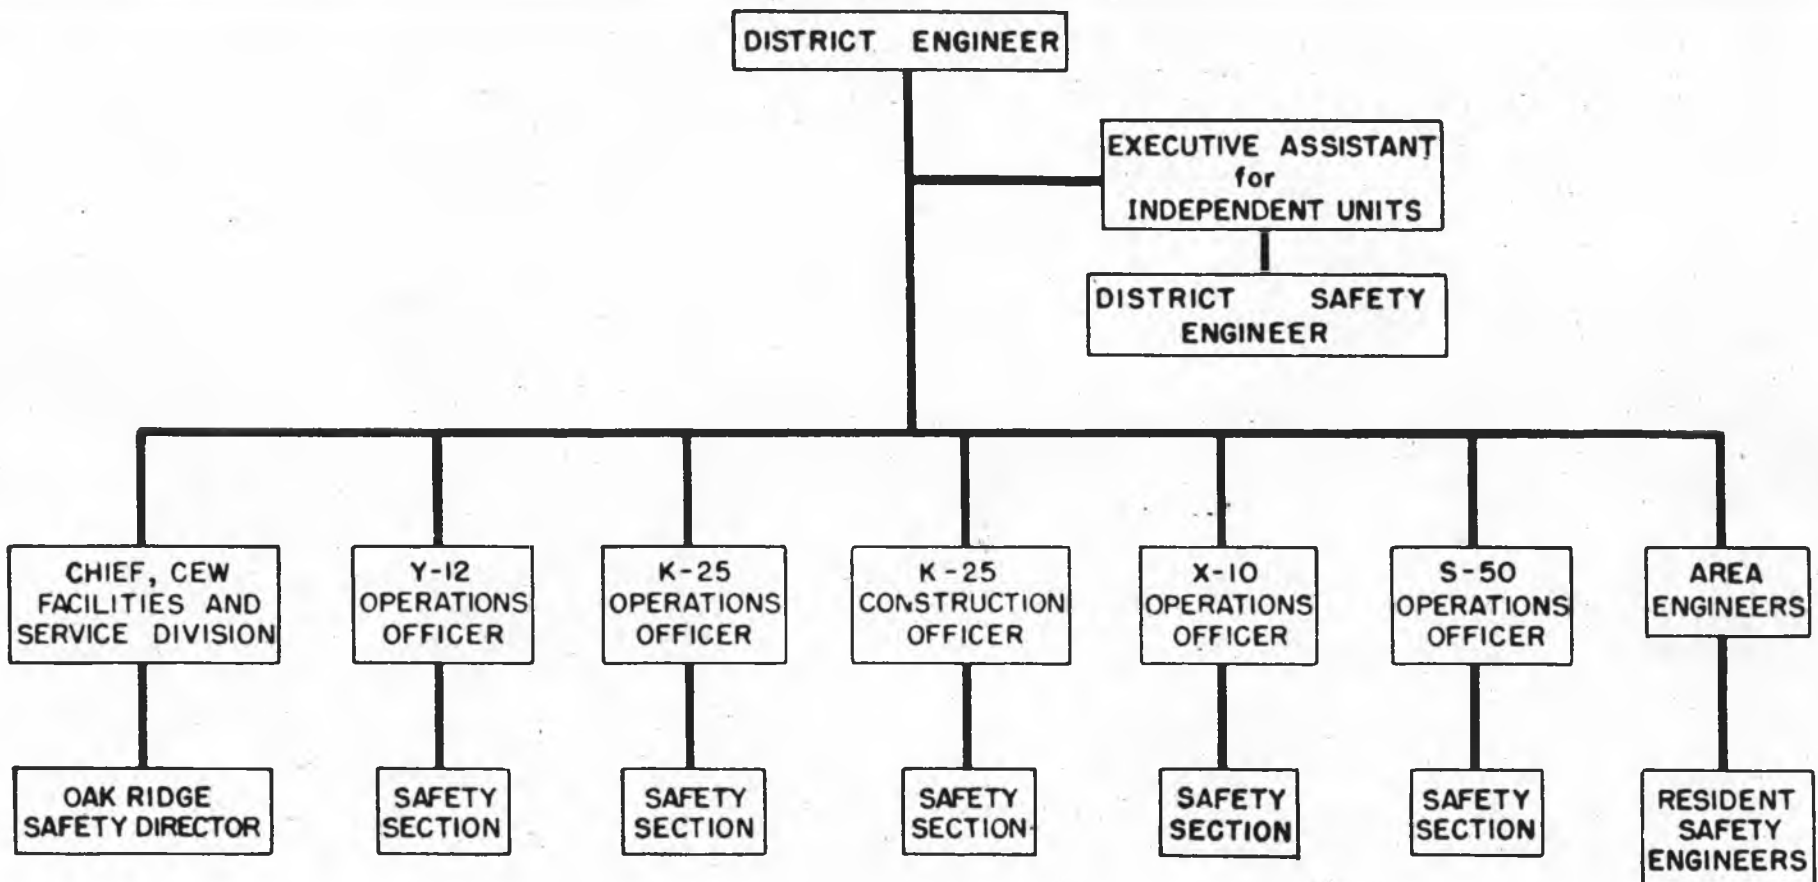 DISTRICT ENGINEER
EXECUTIVE ASSISTANT
for
INDEPENDENT UNITS
DISTRICT SAFETY
ENGINEER
CHIEF, CEW
FACILITIES AND
SERVICE DIVISION
Y-12
OPERATIONS
OFFICER
K-25
OPERATIONS
OFFICER
K-25
CONSTRUCTION
OFFICER
X-10
OPERATIONS
OFFICER
S-50
OPERATIONS
OFFICER
AREA
ENGINEERS
OAK RIDGE
SAFETY DIRECTOR
SAFETY
SECTION
SAFETY
SECTION
SAFETY
SECTION
SAFETY
SECTION
SAFETY
SECTION
RESIDENT
SAFETY
ENGINEERS